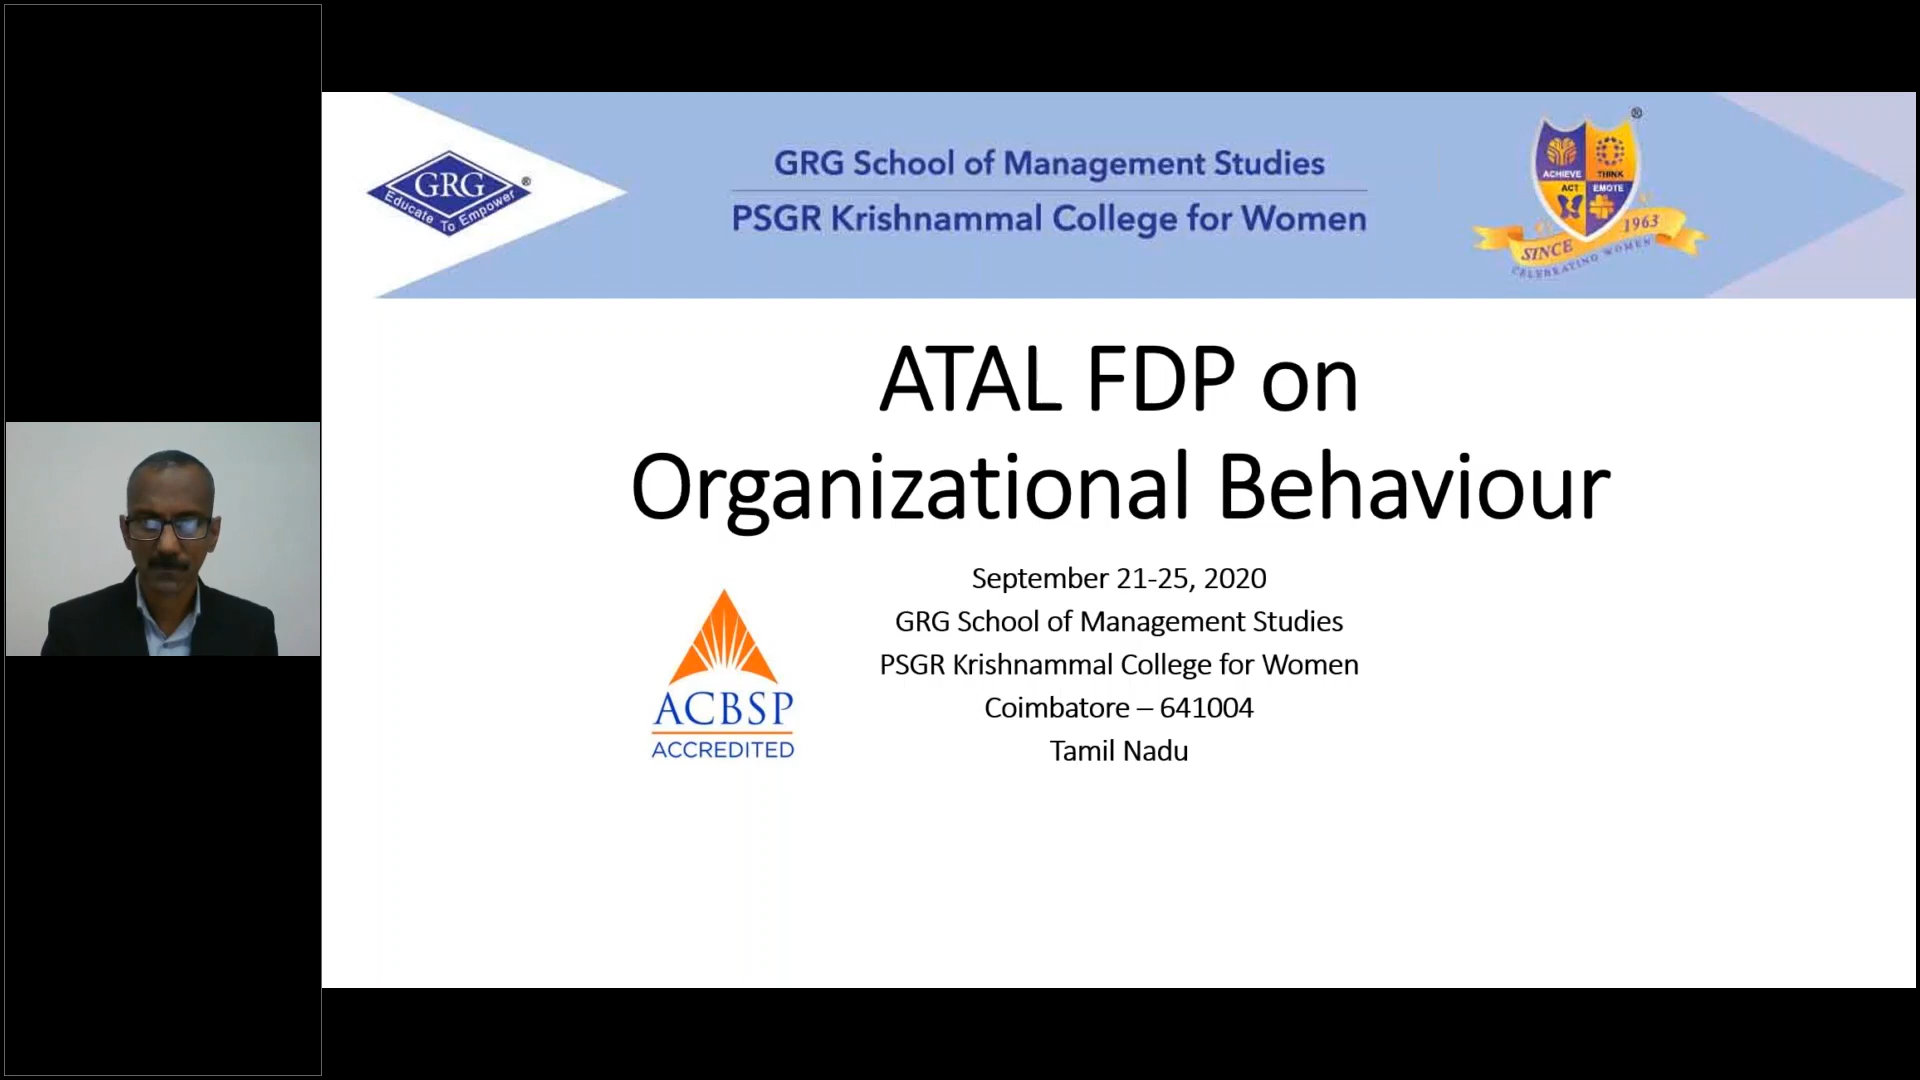 GRG
®
Educate To Empower
GRG School of Management Studies
PSGR Krishnammal College for Women
®
ACHIEVE THINK
ACT EMOTE
SINCE 1963
CELEBRATING WOMEN
ATAL FDP on
Organizational Behaviour
September 21-25, 2020
GRG School of Management Studies
PSGR Krishnammal College for Women
Coimbatore – 641004
Tamil Nadu
ACBSP
ACCREDITED